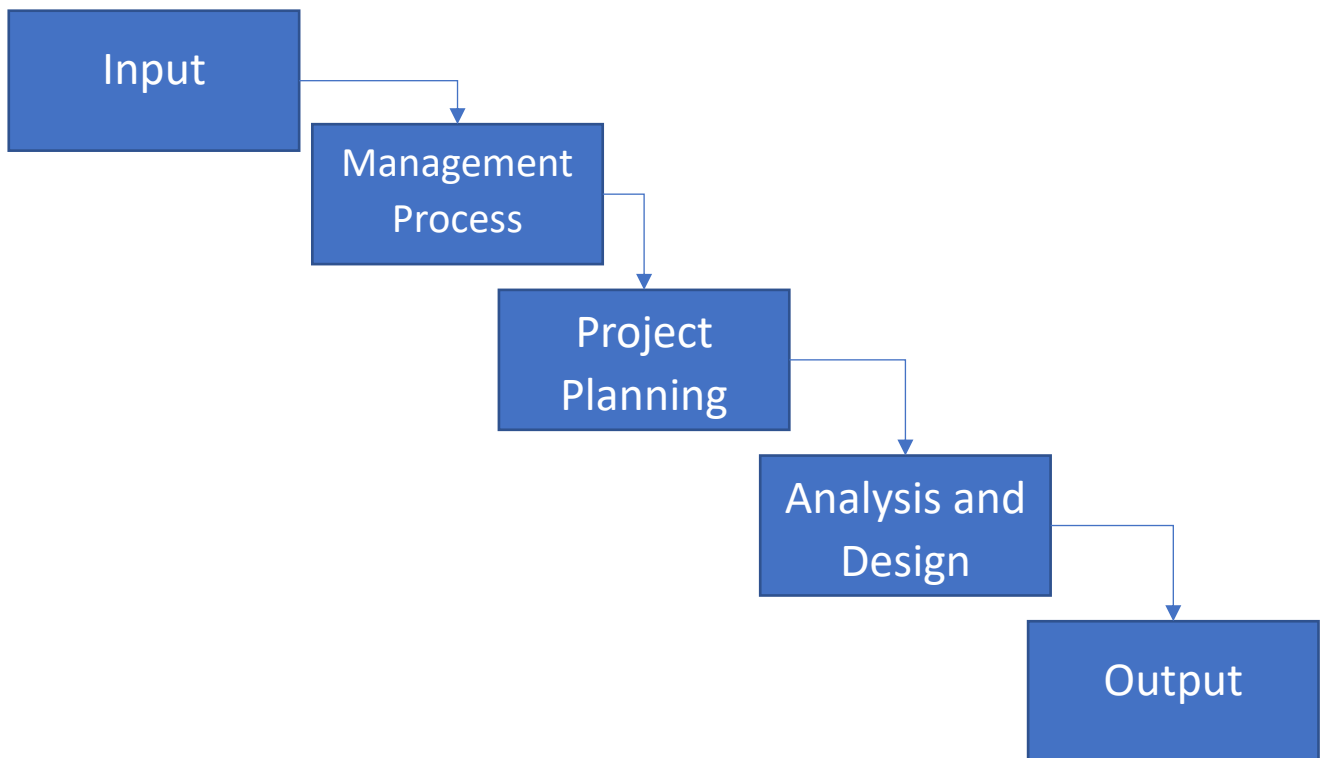 Input
Management
Process
Project
Planning
Analysis and
Design
Output